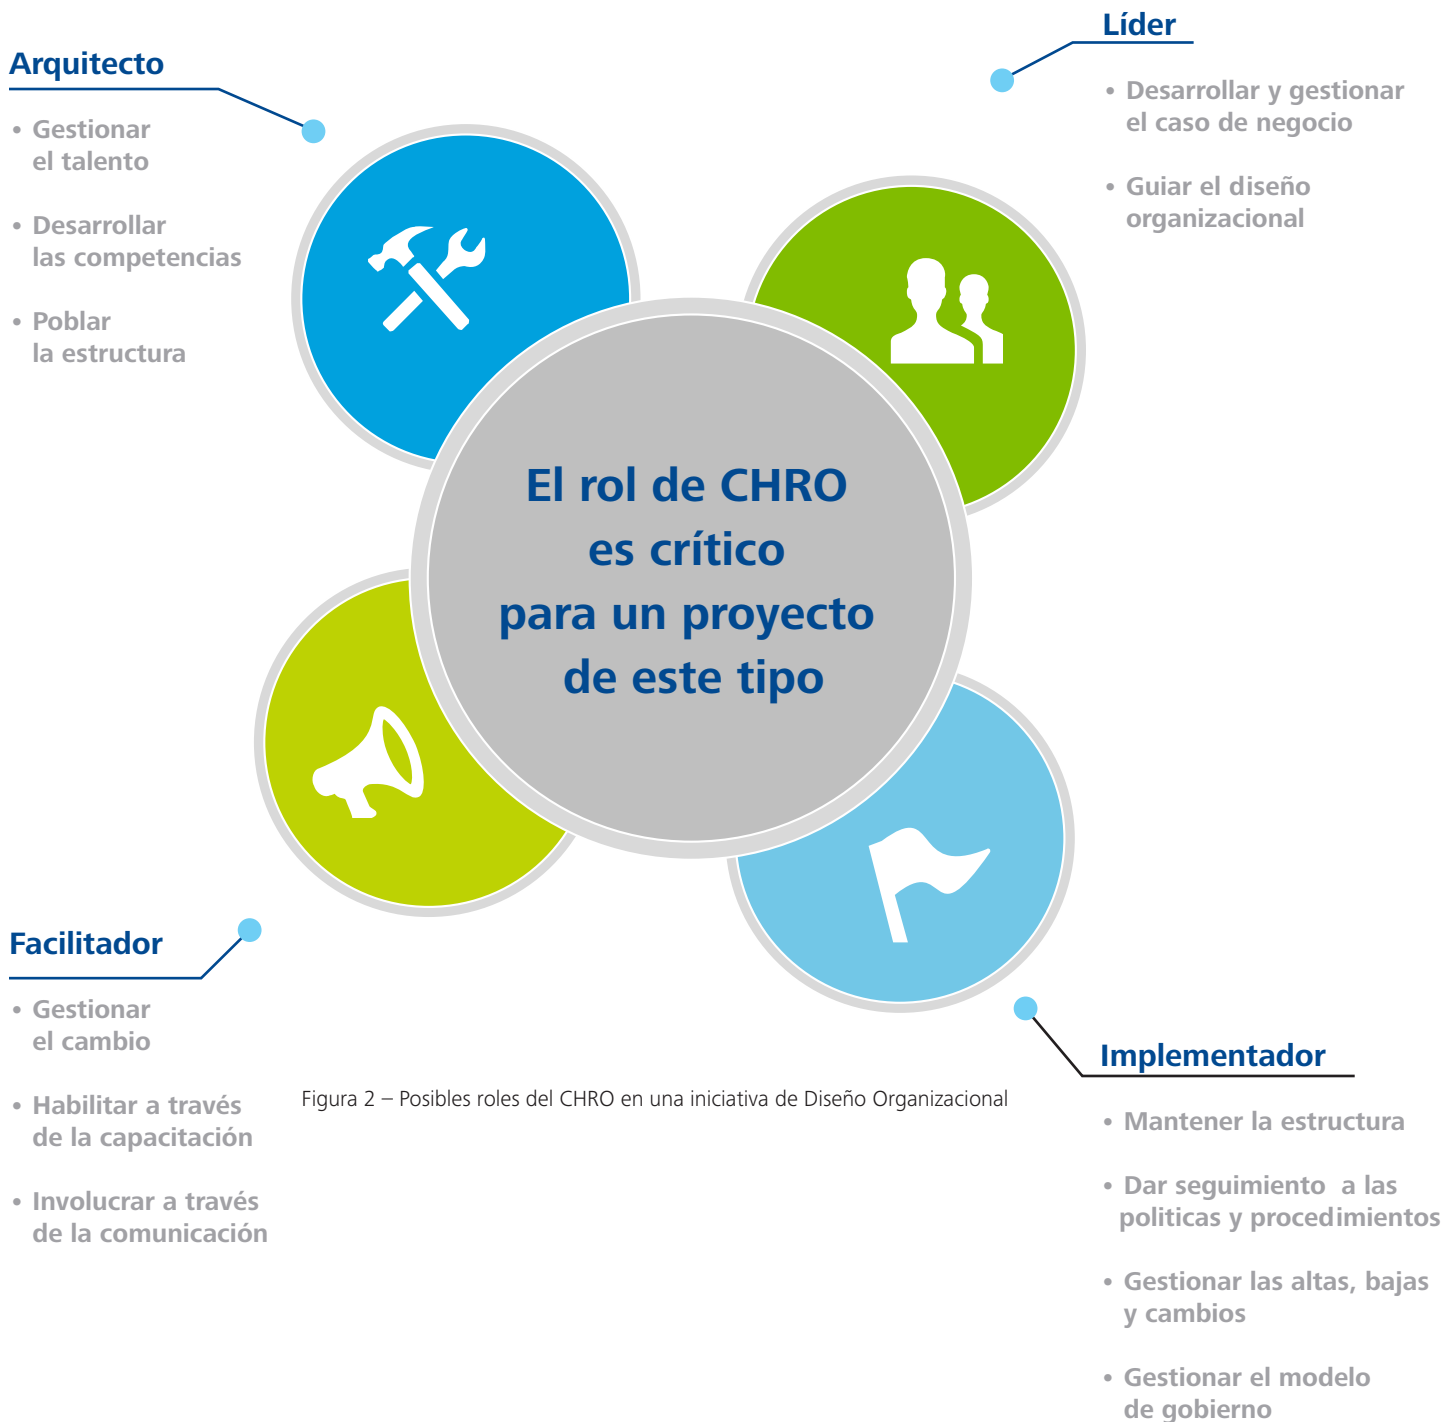 Arquitecto
• Gestionar
el talento
• Desarrollar
las competencias
• Poblar
la estructura
Líder
• Desarrollar y gestionar
el caso de negocio
• Guiar el diseño
organizacional
El rol de CHRO
es crítico
para un proyecto
de este tipo
Facilitador
• Gestionar
el cambio
• Habilitar a través
de la capacitación
• Involucrar a través
de la comunicación
Implementador
• Mantener la estructura
• Dar seguimiento  a las
politicas y procedimientos
• Gestionar las altas, bajas
y cambios
• Gestionar el modelo
de gobierno
Figura 2 – Posibles roles del CHRO en una iniciativa de Diseño Organizacional